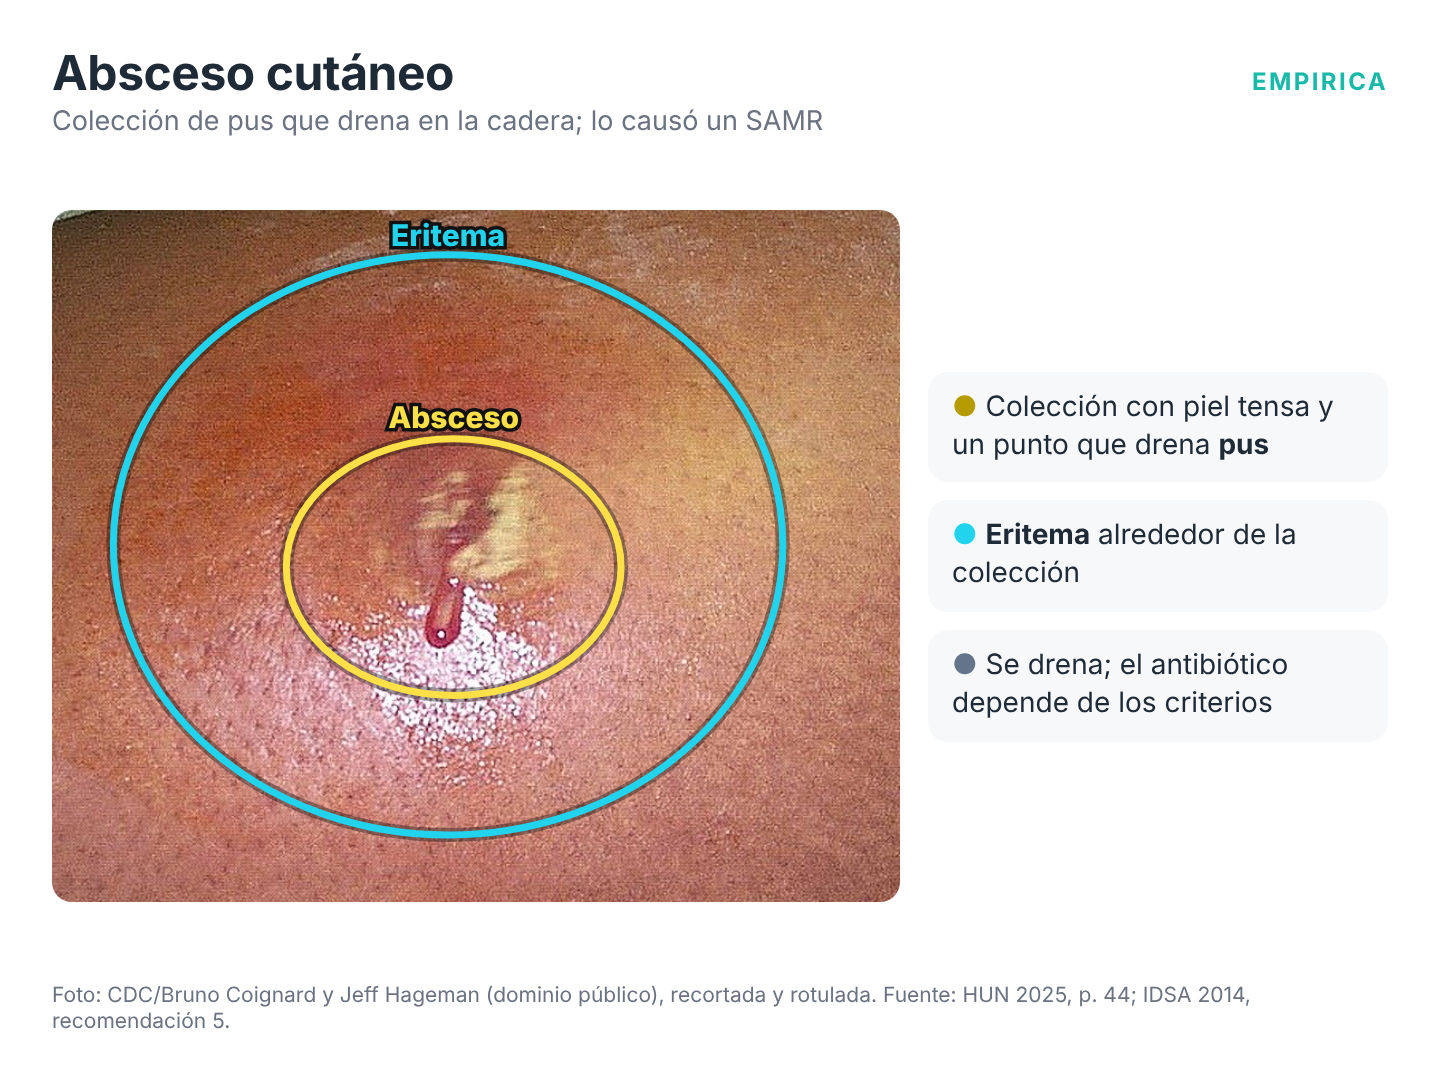 Absceso cutáneo
EMPIRICA
Colección de pus que drena en la cadera; lo causó un SAMR
Eritema
Absceso
Colección con piel tensa y
un punto que drena pus
Eritema alrededor de la
colección
Se drena; el antibiótico
depende de los criterios
Foto: CDC/Bruno Coignard y Jeff Hageman (dominio público), recortada y rotulada. Fuente: HUN 2025, p. 44; IDSA 2014,
recomendación 5.